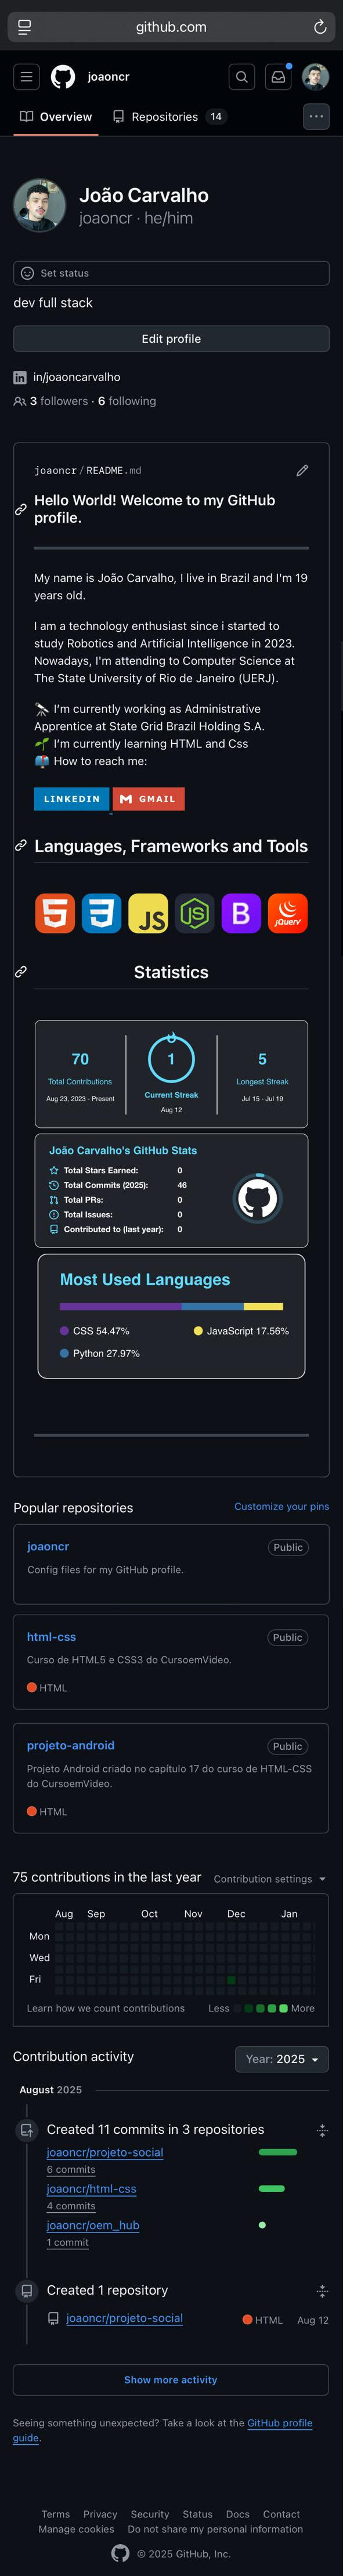 github.com
joaoncr
Overview
Repositories 14
João Carvalho
joaoncr · he/him
Set status
dev full stack
Edit profile
in/joaoncarvalho
3 followers · 6 following
joaoncr / README.md
Hello World! Welcome to my GitHub
profile.
My name is João Carvalho, I live in Brazil and I'm 19
years old.
I am a technology enthusiast since i started to
study Robotics and Artificial Intelligence in 2023.
Nowadays, I'm attending to Computer Science at
The State University of Rio de Janeiro (UERJ).
I'm currently working as Administrative
Apprentice at State Grid Brazil Holding S.A.
I'm currently learning HTML and Css
How to reach me:
LINKEDIN
GMAIL
Languages, Frameworks and Tools
5
3
JS
JS
B
jQuery
Statistics
70
Total Contributions
Aug 23, 2023 - Present
1
Current Streak
Aug 12
5
Longest Streak
Jul 15 - Jul 19
João Carvalho's GitHub Stats
Total Stars Earned: 0
Total Commits (2025): 46
Total PRs: 0
Total Issues: 0
Contributed to (last year): 0
Most Used Languages
CSS 54.47%
JavaScript 17.56%
Python 27.97%
Popular repositories
Customize your pins
joaoncr
Public
Config files for my GitHub profile.
html-css
Public
Curso de HTML5 e CSS3 do CursoemVideo.
HTML
projeto-android
Public
Projeto Android criado no capítulo 17 do curso de HTML-CSS
do CursoemVideo.
HTML
75 contributions in the last year
Contribution settings
Aug Sep Oct Nov Dec Jan
Mon
Wed
Fri
Learn how we count contributions
Less
More
Contribution activity
Year: 2025
August 2025
Created 11 commits in 3 repositories
joaoncr/projeto-social
6 commits
joaoncr/html-css
4 commits
joaoncr/oem_hub
1 commit
Created 1 repository
joaoncr/projeto-social
HTML
Aug 12
Show more activity
Seeing something unexpected? Take a look at the GitHub profile
guide.
Terms Privacy Security Status Docs Contact
Manage cookies Do not share my personal information
© 2025 GitHub, Inc.